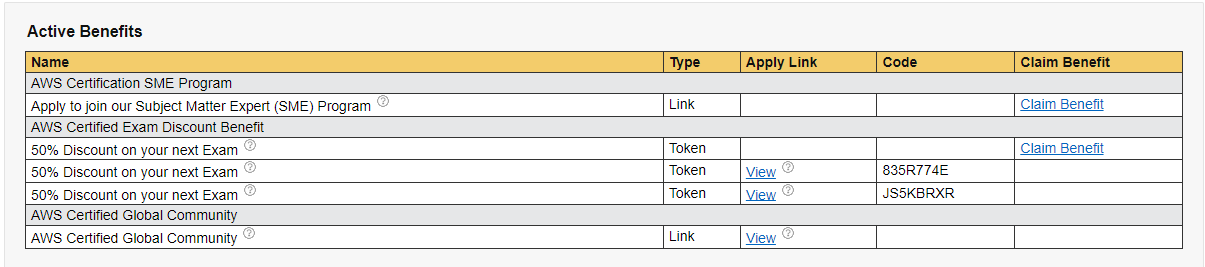 Active Benefits
Name Type Apply Link Code Claim Benefit
AWS Certification SME Program
Apply to join our Subject Matter Expert (SME) Program ? Link Claim Benefit
AWS Certified Exam Discount Benefit
50% Discount on your next Exam ? Token Claim Benefit
50% Discount on your next Exam ? Token View ? 835R774E
50% Discount on your next Exam ? Token View ? JS5KBRXR
AWS Certified Global Community
AWS Certified Global Community ? Link View ?